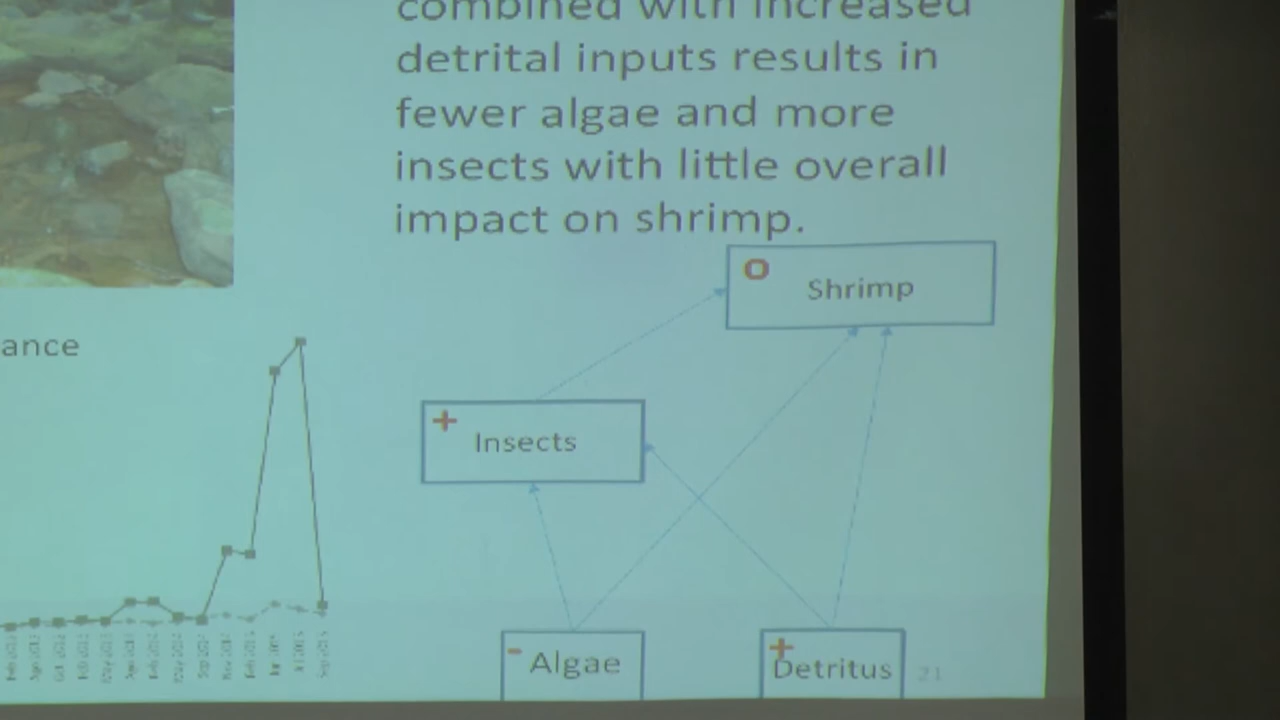 combined with increased
detrital inputs results in
fewer algae and more
insects with little overall
impact on shrimp.
O
Shrimp
ance
+
Insects
-
Algae
+
Detritus
21